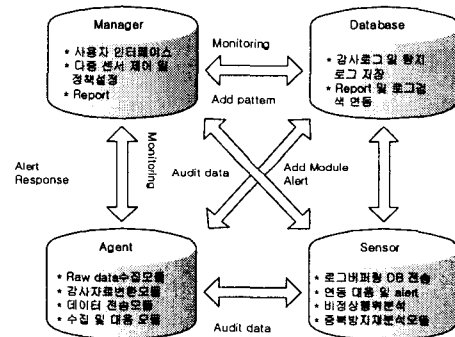 Manager
* 사용자 인터페이스
* 다중 센서 제어 및
정책설정
* Report
Monitoring
Add pattern
Database
* 감사로그 및 탐지
로그 저장
* Report 및 로그검
색 연동
Alert
Response
Monitoring
Audit data
Add Module
Alert
Agent
* Raw data수집모듈
* 감사자료변환모듈
* 데이터 전송모듈
* 수집 및 대응 모듈
Audit data
Sensor
* 로그버퍼링 DB 전송
* 연동 대응 및 alert
* 비정상행위분석
* 중복방지재분석모듈